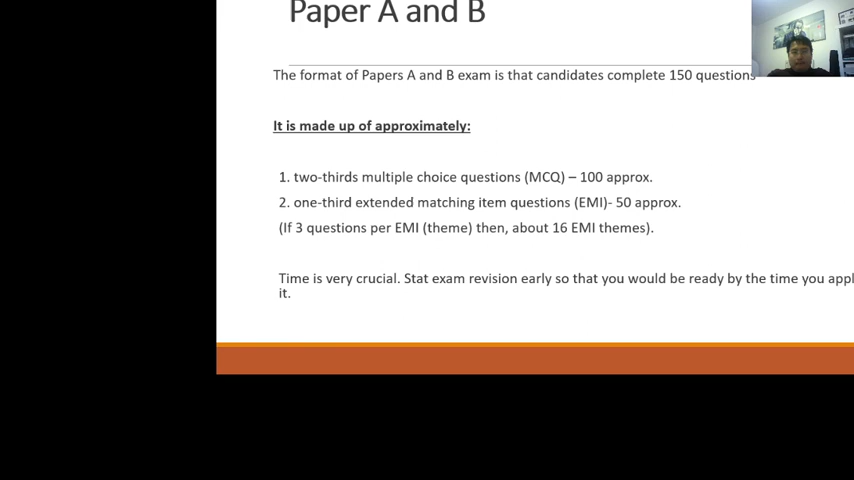 Paper A and B
The format of Papers A and B exam is that candidates complete 150 questions
It is made up of approximately:
1. two-thirds multiple choice questions (MCQ) – 100 approx.
2. one-third extended matching item questions (EMI)- 50 approx.
(If 3 questions per EMI (theme) then, about 16 EMI themes).
Time is very crucial. Stat exam revision early so that you would be ready by the time you appl
it.